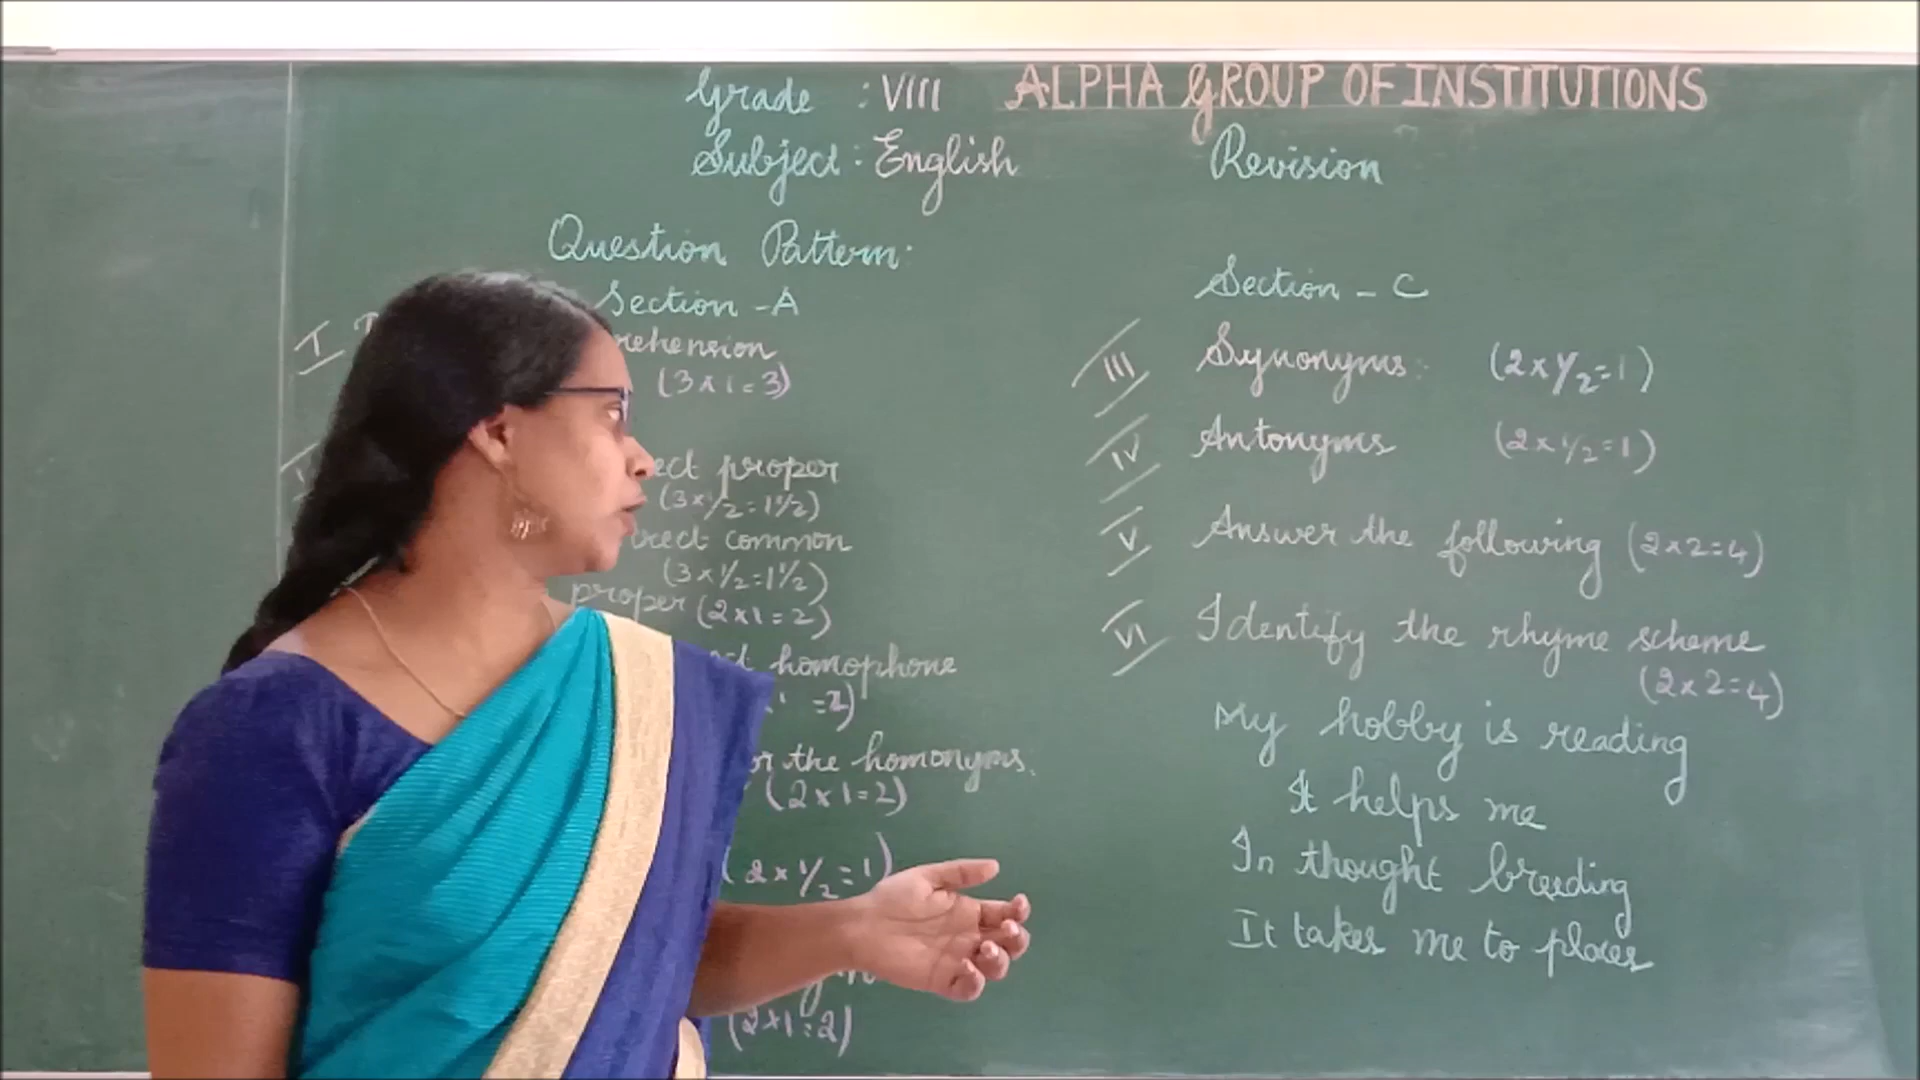 Grade : VIII ALPHA GROUP OF INSTITUTIONS
Subject : English Revision
Question Pattern:
Section - A
I
rehension
(3 x 1 = 3)
ect proper
(3 x 1/2 = 1 1/2)
rrect common
(3 x 1/2 = 1 1/2)
proper (2 x 1 = 2)
ct homophone
= 2)
or the homonyms.
(2 x 1 = 2)
(2 x 1/2 = 1)
(2 x 1 = 2)
Section - C
III Synonyms: (2 x 1/2 = 1)
IV Antonyms (2 x 1/2 = 1)
V Answer the following (2 x 2 = 4)
VI Identify the rhyme scheme
(2 x 2 = 4)
My hobby is reading
It helps me
In thought breeding
It takes me to places